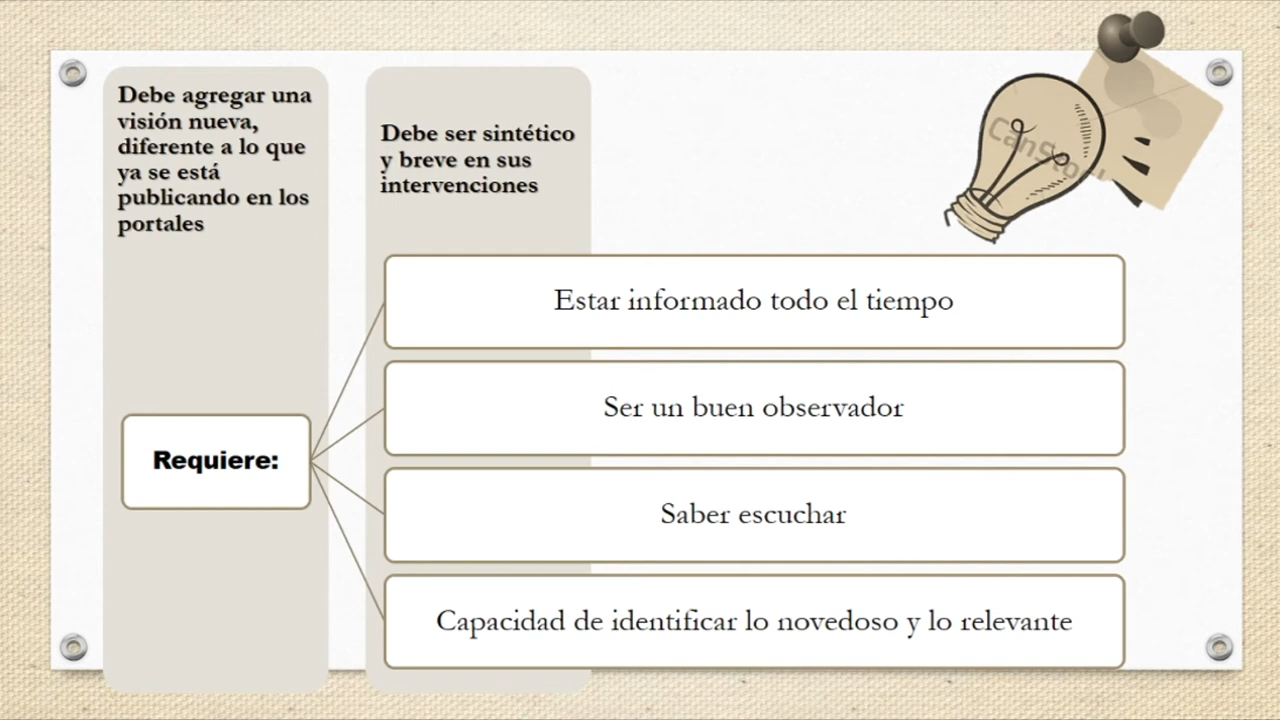 Debe agregar una
visión nueva,
diferente a lo que
ya se está
publicando en los
portales
Debe ser sintético
y breve en sus
intervenciones
Requiere:
Estar informado todo el tiempo
Ser un buen observador
Saber escuchar
Capacidad de identificar lo novedoso y lo relevante